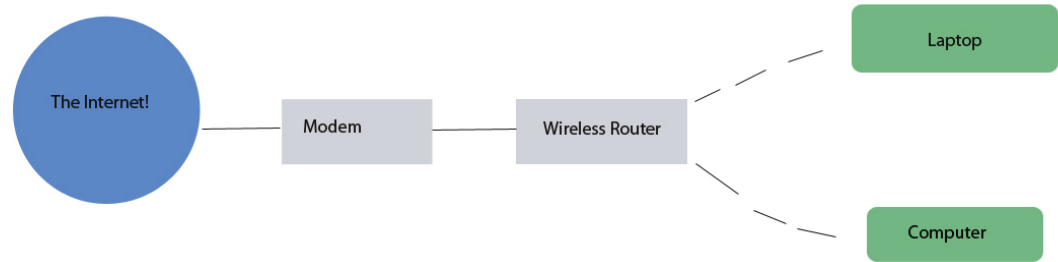 The Internet!
Modem
Wireless Router
Laptop
Computer